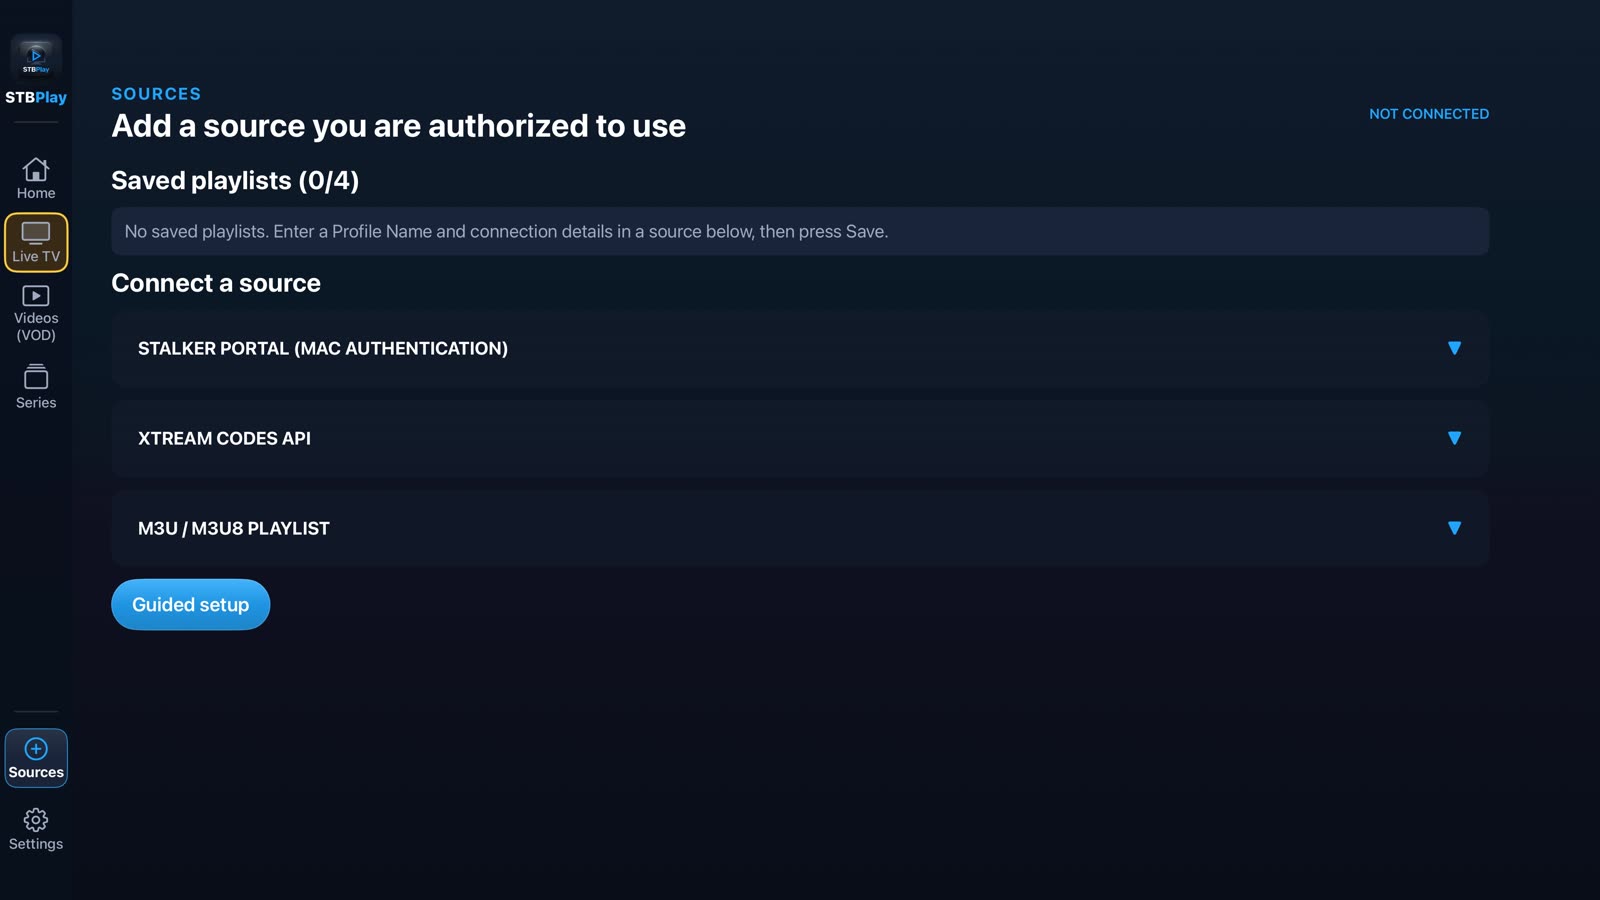 STBPlay
STBPlay
Home
Live TV
Videos
(VOD)
Series
Sources
Settings
SOURCES
Add a source you are authorized to use
NOT CONNECTED
Saved playlists (0/4)
No saved playlists. Enter a Profile Name and connection details in a source below, then press Save.
Connect a source
STALKER PORTAL (MAC AUTHENTICATION)
XTREAM CODES API
M3U / M3U8 PLAYLIST
Guided setup